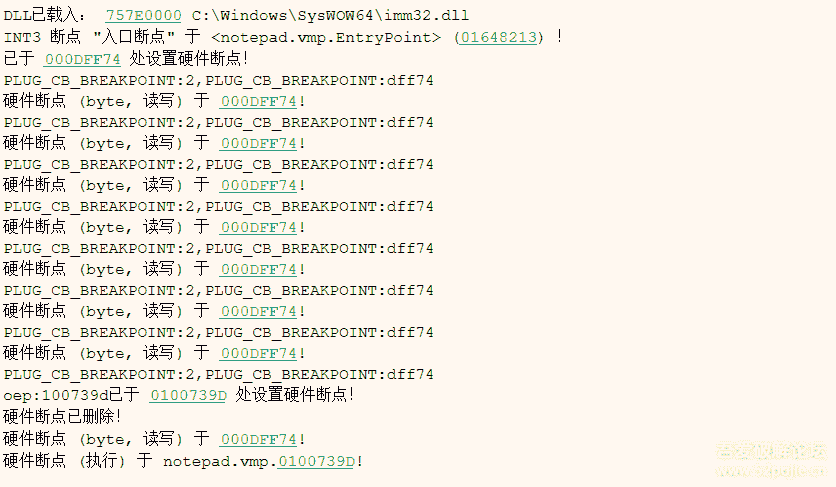 DLL已载入： 757E0000 C:\Windows\SysWOW64\imm32.dll
INT3 断点 "入口断点" 于 <notepad.vmp.EntryPoint> (01648213) !
已于 000DFF74 处设置硬件断点!
PLUG_CB_BREAKPOINT:2,PLUG_CB_BREAKPOINT:dff74
硬件断点 (byte, 读写) 于 000DFF74!
PLUG_CB_BREAKPOINT:2,PLUG_CB_BREAKPOINT:dff74
硬件断点 (byte, 读写) 于 000DFF74!
PLUG_CB_BREAKPOINT:2,PLUG_CB_BREAKPOINT:dff74
硬件断点 (byte, 读写) 于 000DFF74!
PLUG_CB_BREAKPOINT:2,PLUG_CB_BREAKPOINT:dff74
硬件断点 (byte, 读写) 于 000DFF74!
PLUG_CB_BREAKPOINT:2,PLUG_CB_BREAKPOINT:dff74
硬件断点 (byte, 读写) 于 000DFF74!
PLUG_CB_BREAKPOINT:2,PLUG_CB_BREAKPOINT:dff74
硬件断点 (byte, 读写) 于 000DFF74!
PLUG_CB_BREAKPOINT:2,PLUG_CB_BREAKPOINT:dff74
硬件断点 (byte, 读写) 于 000DFF74!
PLUG_CB_BREAKPOINT:2,PLUG_CB_BREAKPOINT:dff74
oep:100739d已于 0100739D 处设置硬件断点!
硬件断点已删除!
硬件断点 (byte, 读写) 于 000DFF74!
硬件断点 (执行) 于 notepad.vmp.0100739D!